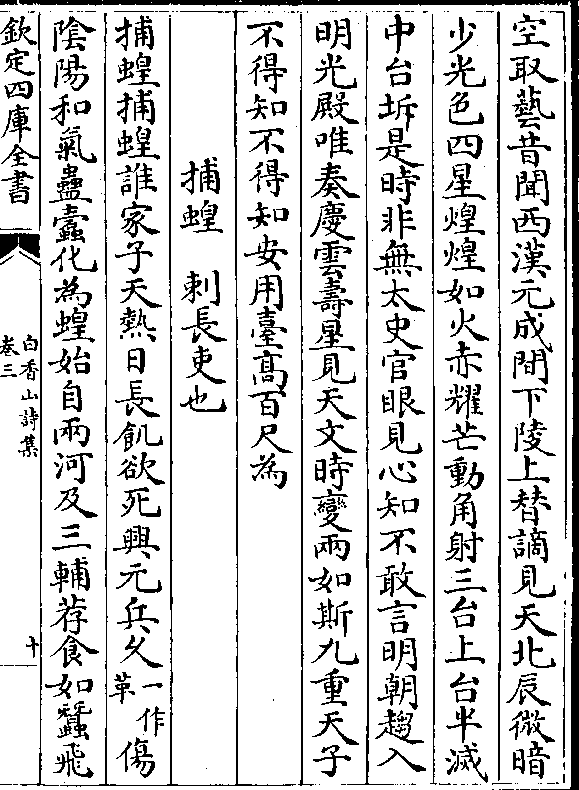 空取藝昔聞西漢元成間下陵上替謫見天北辰微暗
少光色四星煌煌如火赤耀芒動角射三台上台半滅
中台坼是時非無太史官眼見心知不敢言明朝趨入
明光殿唯奏慶雲壽星見天文時變兩如斯九重天子
不得知不得知安用臺高百尺為
捕蝗　刺長吏也
捕蝗捕蝗誰家子天熱日長飢欲死興元兵久一作革傷
陰陽和氣蠱蠧化為蝗始自兩河及三輔荐食如蠶飛
欽定四庫全書
白香山詩集
卷三
十